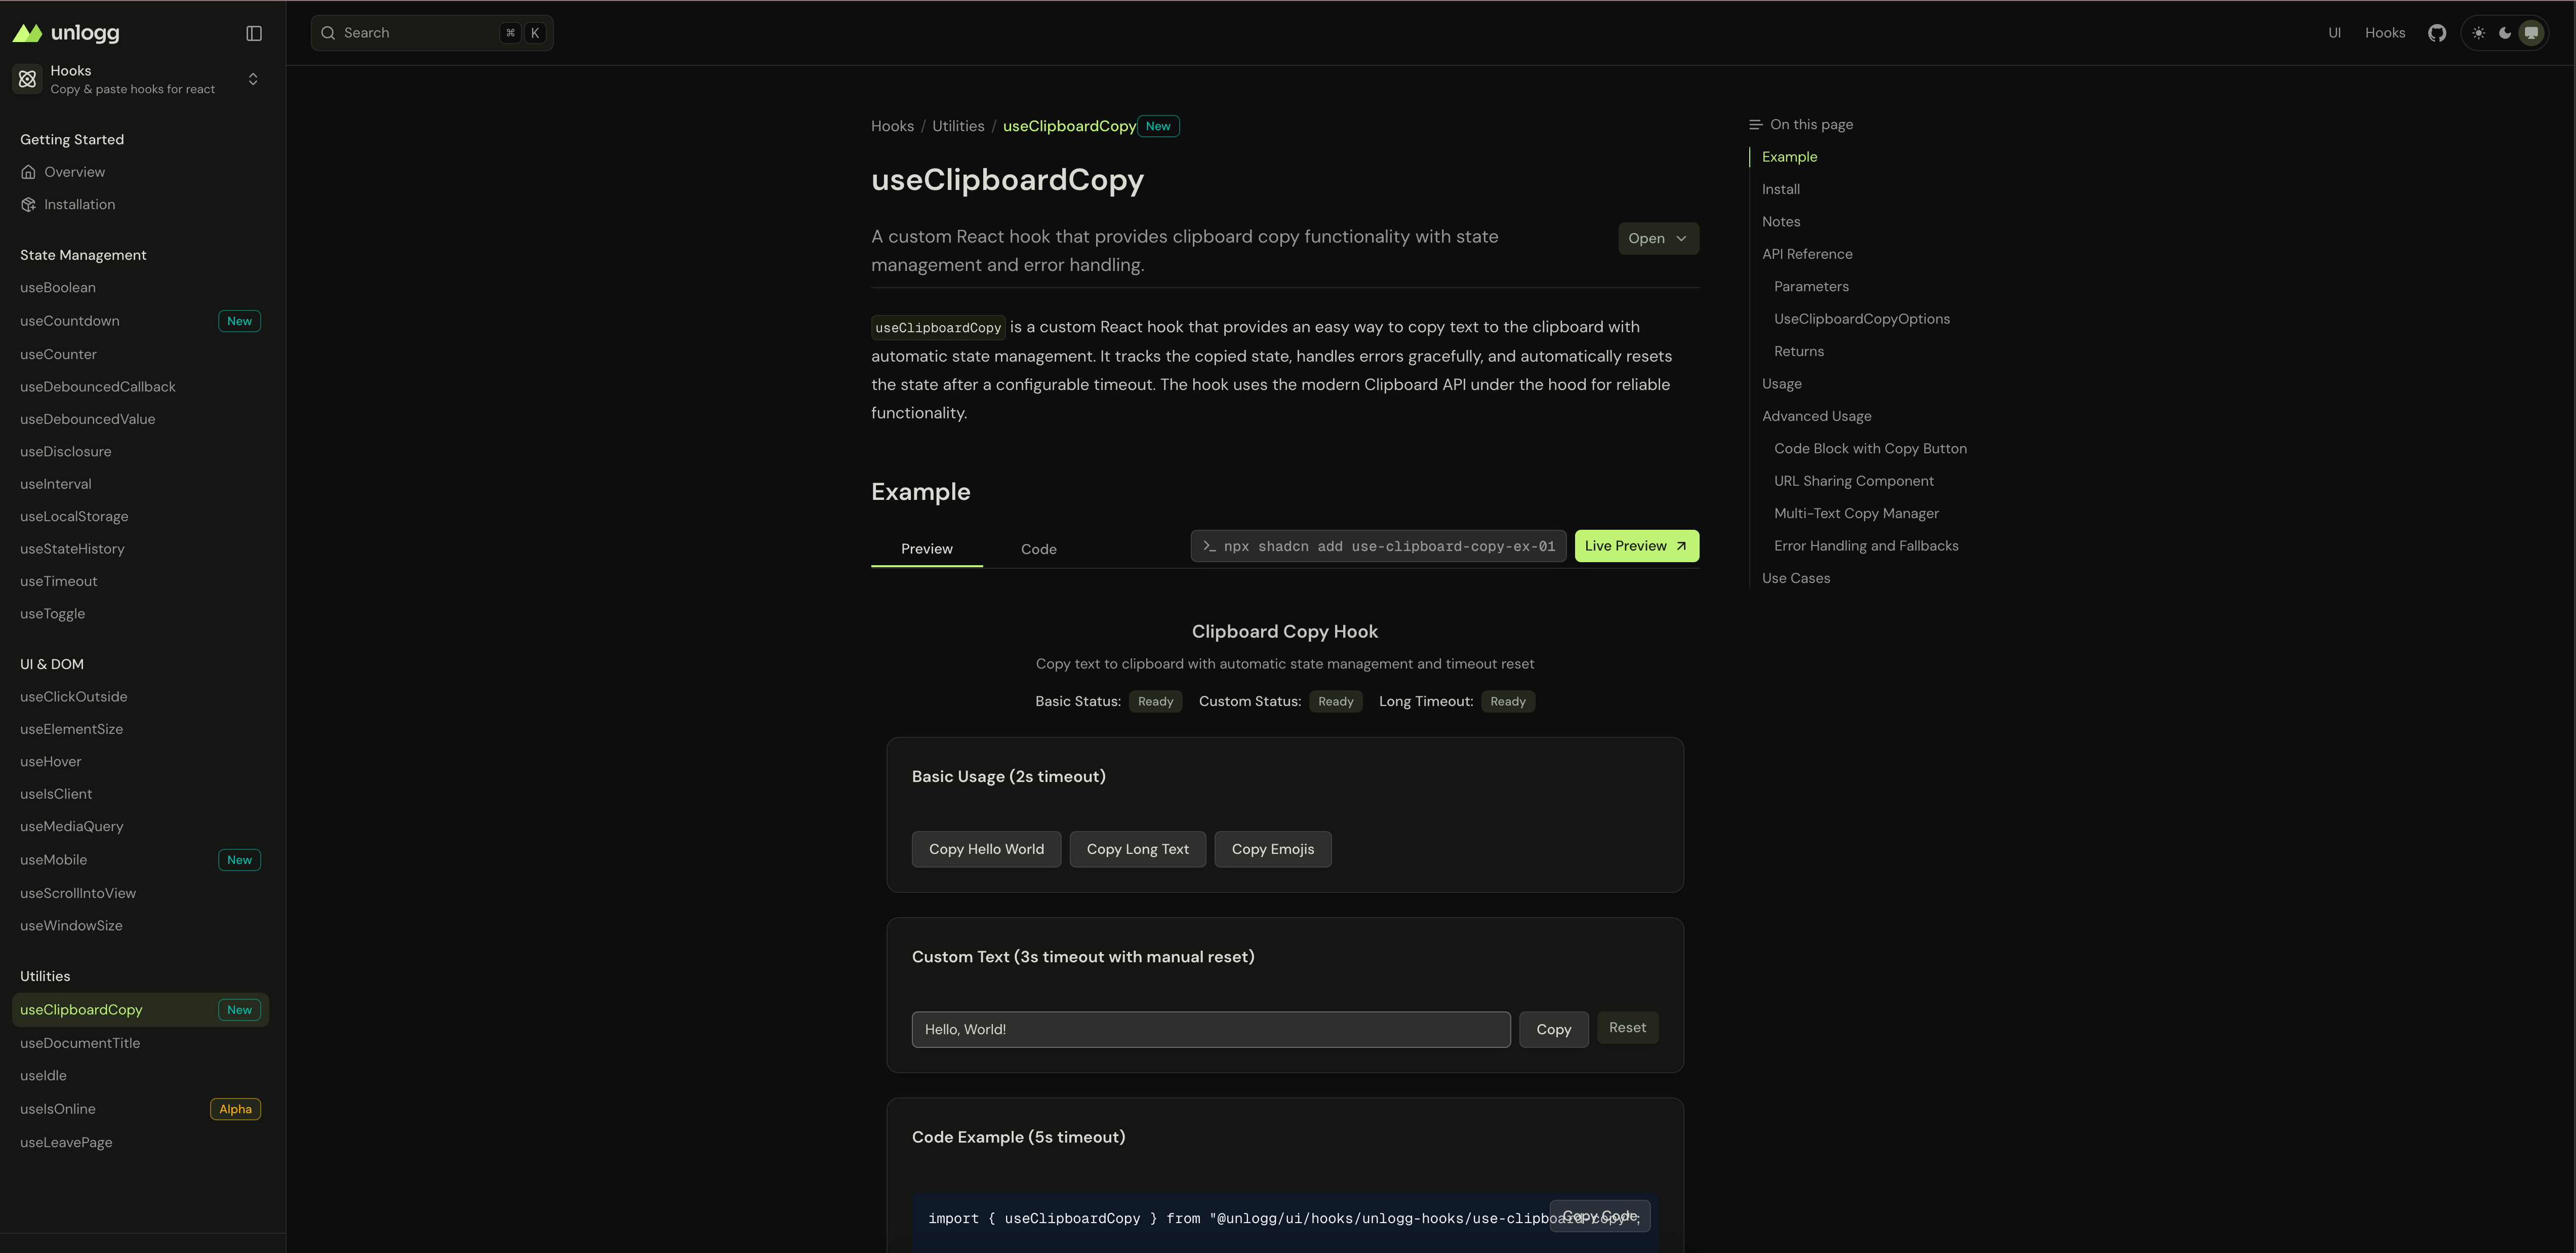 unlogg
Hooks
Copy & paste hooks for react
Getting Started
Overview
Installation
State Management
useBoolean
useCountdown New
useCounter
useDebouncedCallback
useDebouncedValue
useDisclosure
useInterval
useLocalStorage
useStateHistory
useTimeout
useToggle
UI & DOM
useClickOutside
useElementSize
useHover
useIsClient
useMediaQuery
useMobile New
useScrollIntoView
useWindowSize
Utilities
useClipboardCopy New
useDocumentTitle
useIdle
useIsOnline Alpha
useLeavePage
Search ⌘ K
UI Hooks
Hooks / Utilities / useClipboardCopy New
useClipboardCopy
A custom React hook that provides clipboard copy functionality with state
management and error handling.
Open
useClipboardCopy is a custom React hook that provides an easy way to copy text to the clipboard with
automatic state management. It tracks the copied state, handles errors gracefully, and automatically resets
the state after a configurable timeout. The hook uses the modern Clipboard API under the hood for reliable
functionality.
Example
Preview Code >_ npx shadcn add use-clipboard-copy-ex-01 Live Preview
Clipboard Copy Hook
Copy text to clipboard with automatic state management and timeout reset
Basic Status: Ready Custom Status: Ready Long Timeout: Ready
Basic Usage (2s timeout)
Copy Hello World Copy Long Text Copy Emojis
Custom Text (3s timeout with manual reset)
Hello, World! Copy Reset
Code Example (5s timeout)
import { useClipboardCopy } from "@unlogg/ui/hooks/unlogg-hooks/use-clipboard-copy";
Copy Code
On this page
Example
Install
Notes
API Reference
Parameters
UseClipboardCopyOptions
Returns
Usage
Advanced Usage
Code Block with Copy Button
URL Sharing Component
Multi-Text Copy Manager
Error Handling and Fallbacks
Use Cases